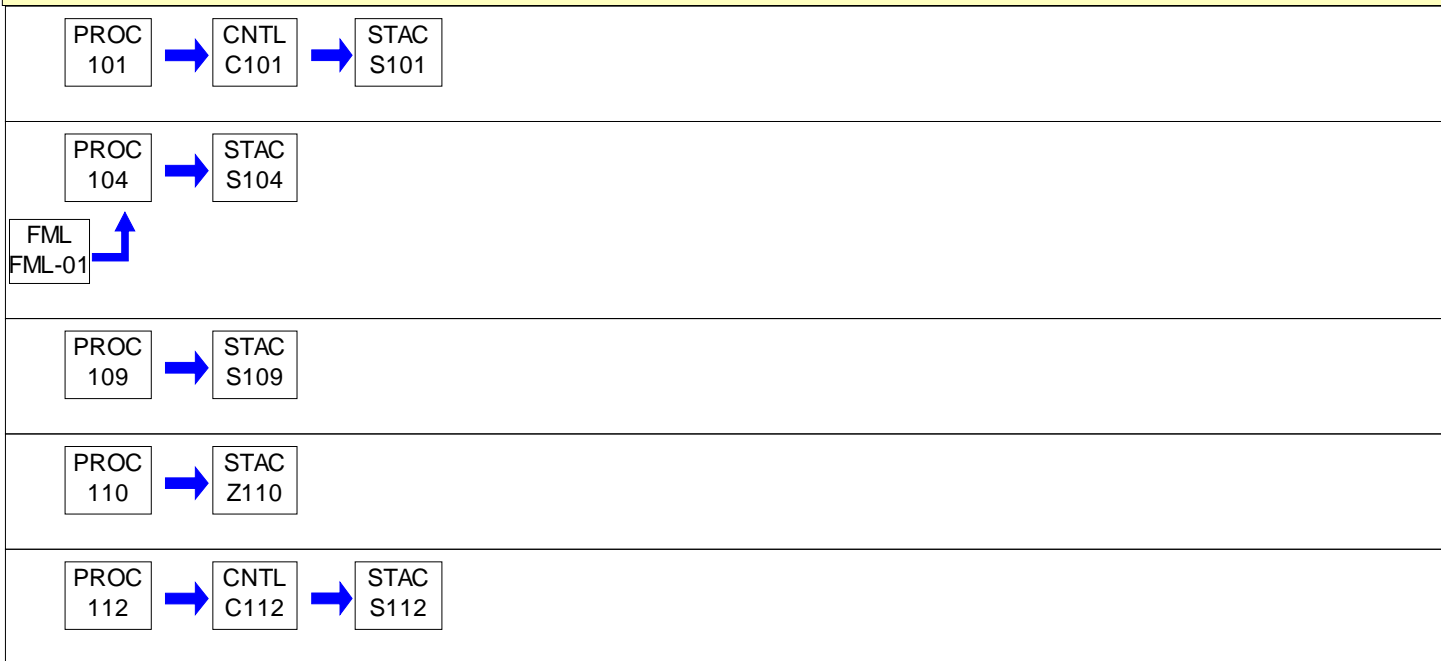 PROC
101
CNTL
C101
STAC
S101
PROC
104
STAC
S104
FML
FML-01
PROC
109
STAC
S109
PROC
110
STAC
Z110
PROC
112
CNTL
C112
STAC
S112